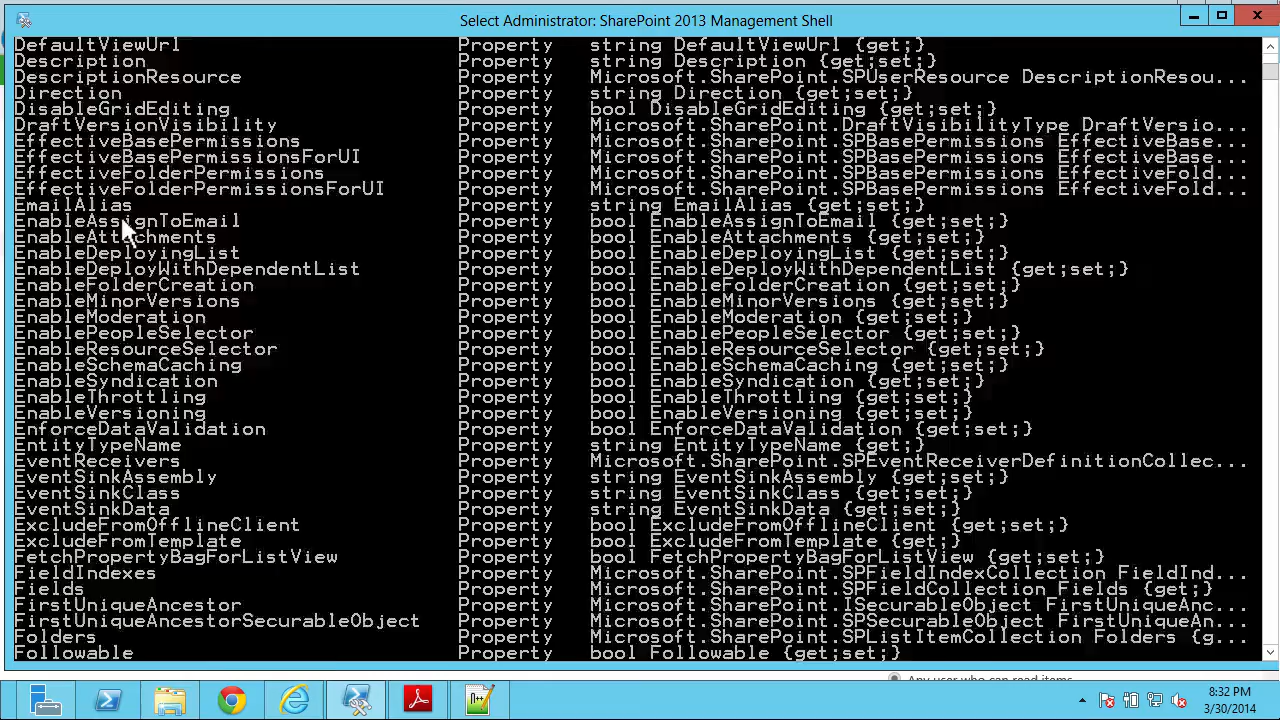 Select Administrator: SharePoint 2013 Management Shell
DefaultViewUrl Property string DefaultViewUrl {get;}
Description Property string Description {get;set;}
DescriptionResource Property Microsoft.SharePoint.SPUserResource DescriptionResou...
Direction Property string Direction {get;set;}
DisableGridEditing Property bool DisableGridEditing {get;set;}
DraftVersionVisibility Property Microsoft.SharePoint.DraftVisibilityType DraftVersio...
EffectiveBasePermissions Property Microsoft.SharePoint.SPBasePermissions EffectiveBase...
EffectiveBasePermissionsForUI Property Microsoft.SharePoint.SPBasePermissions EffectiveBase...
EffectiveFolderPermissions Property Microsoft.SharePoint.SPBasePermissions EffectiveFold...
EffectiveFolderPermissionsForUI Property Microsoft.SharePoint.SPBasePermissions EffectiveFold...
EmailAlias Property string EmailAlias {get;set;}
EnableAssignToEmail Property bool EnableAssignToEmail {get;set;}
EnableAttachments Property bool EnableAttachments {get;set;}
EnableDeployingList Property bool EnableDeployingList {get;set;}
EnableDeployWithDependentList Property bool EnableDeployWithDependentList {get;set;}
EnableFolderCreation Property bool EnableFolderCreation {get;set;}
EnableMinorVersions Property bool EnableMinorVersions {get;set;}
EnableModeration Property bool EnableModeration {get;set;}
EnablePeopleSelector Property bool EnablePeopleSelector {get;set;}
EnableResourceSelector Property bool EnableResourceSelector {get;set;}
EnableSchemaCaching Property bool EnableSchemaCaching {get;set;}
EnableSyndication Property bool EnableSyndication {get;set;}
EnableThrottling Property bool EnableThrottling {get;set;}
EnableVersioning Property bool EnableVersioning {get;set;}
EnforceDataValidation Property bool EnforceDataValidation {get;set;}
EntityTypeName Property string EntityTypeName {get;}
EventReceivers Property Microsoft.SharePoint.SPEventReceiverDefinitionCollec...
EventSinkAssembly Property string EventSinkAssembly {get;set;}
EventSinkClass Property string EventSinkClass {get;set;}
EventSinkData Property string EventSinkData {get;set;}
ExcludeFromOfflineClient Property bool ExcludeFromOfflineClient {get;set;}
ExcludeFromTemplate Property bool ExcludeFromTemplate {get;}
FetchPropertyBagForListView Property bool FetchPropertyBagForListView {get;set;}
FieldIndexes Property Microsoft.SharePoint.SPFieldIndexCollection FieldInd...
Fields Property Microsoft.SharePoint.SPFieldCollection Fields {get;}
FirstUniqueAncestor Property Microsoft.SharePoint.ISecurableObject FirstUniqueAnc...
FirstUniqueAncestorSecurableObject Property Microsoft.SharePoint.SPSecurableObject FirstUniqueAn...
Folders Property Microsoft.SharePoint.SPListItemCollection Folders {g...
Followable Property bool Followable {get;set;}
Any user who can read items
8:32 PM
3/30/2014